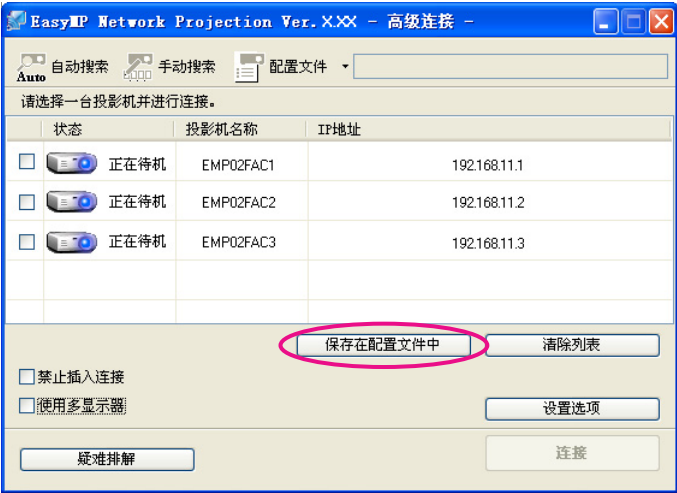 EasyMP Network Projection Ver.X.XX - 高级连接 -
Auto 自动搜索 手动搜索 配置文件
请选择一台投影机并进行连接。
状态 投影机名称 IP地址
正在待机 EMP02FAC1 192.168.11.1
正在待机 EMP02FAC2 192.168.11.2
正在待机 EMP02FAC3 192.168.11.3
保存在配置文件中 清除列表
禁止插入连接
使用多显示器 设置选项
疑难排解 连接